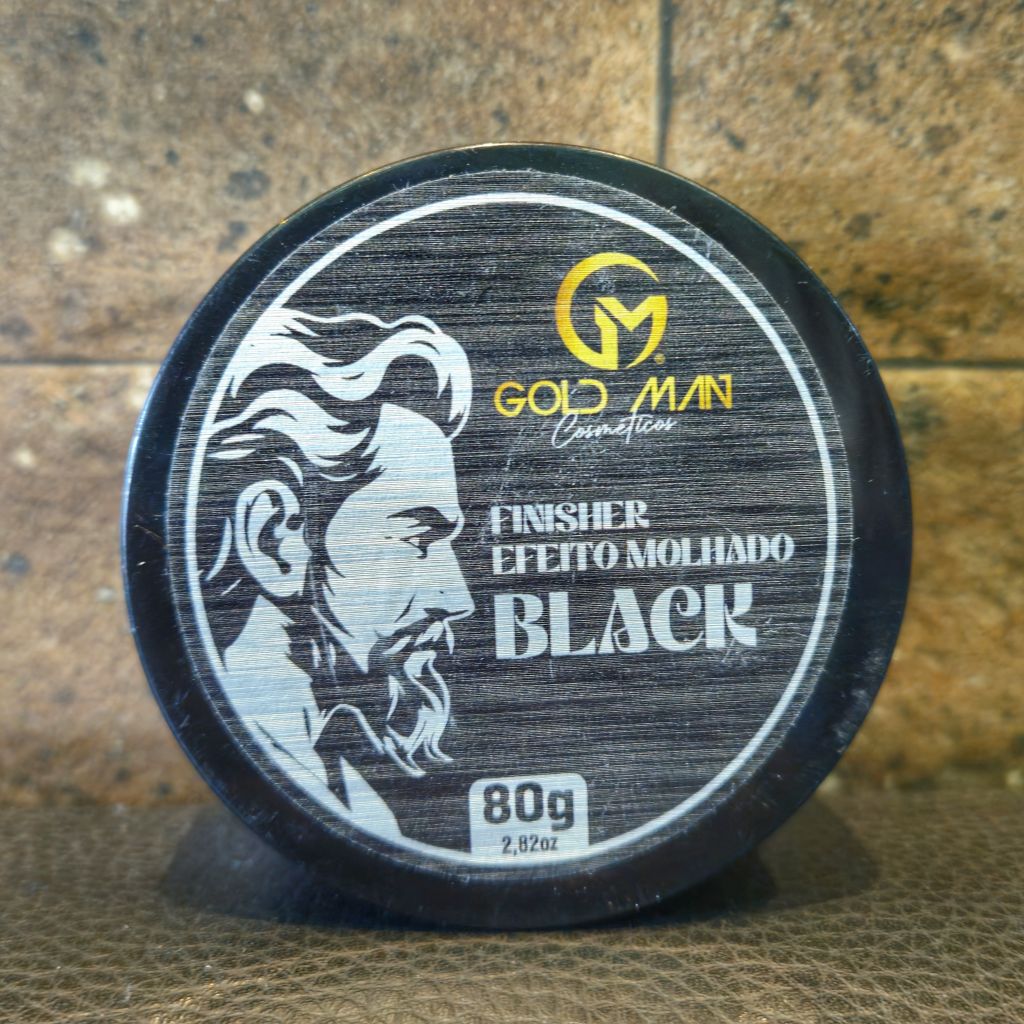 GM
®
GOLD MAN
Cosméticos
FINISHER
EFEITO MOLHADO
BLACK
80g
2,82oz